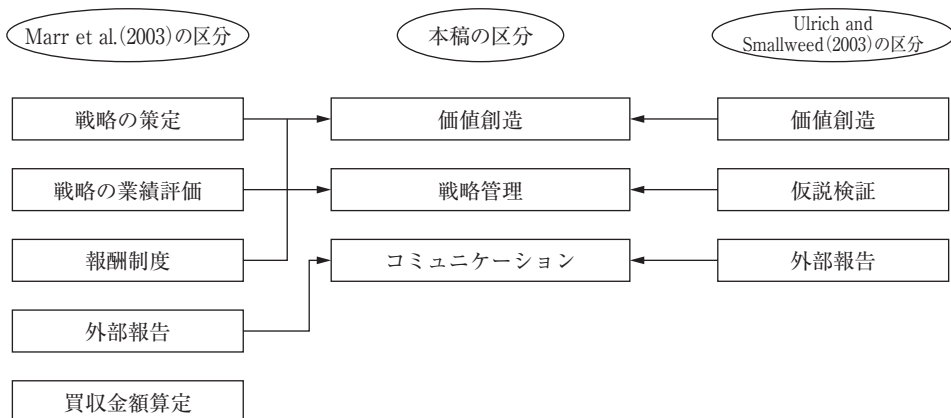 Marr et al.(2003)の区分
本稿の区分
Ulrich and
Smallweed(2003)の区分
戦略の策定
価値創造
価値創造
戦略の業績評価
戦略管理
仮説検証
報酬制度
コミュニケーション
外部報告
外部報告
買収金額算定